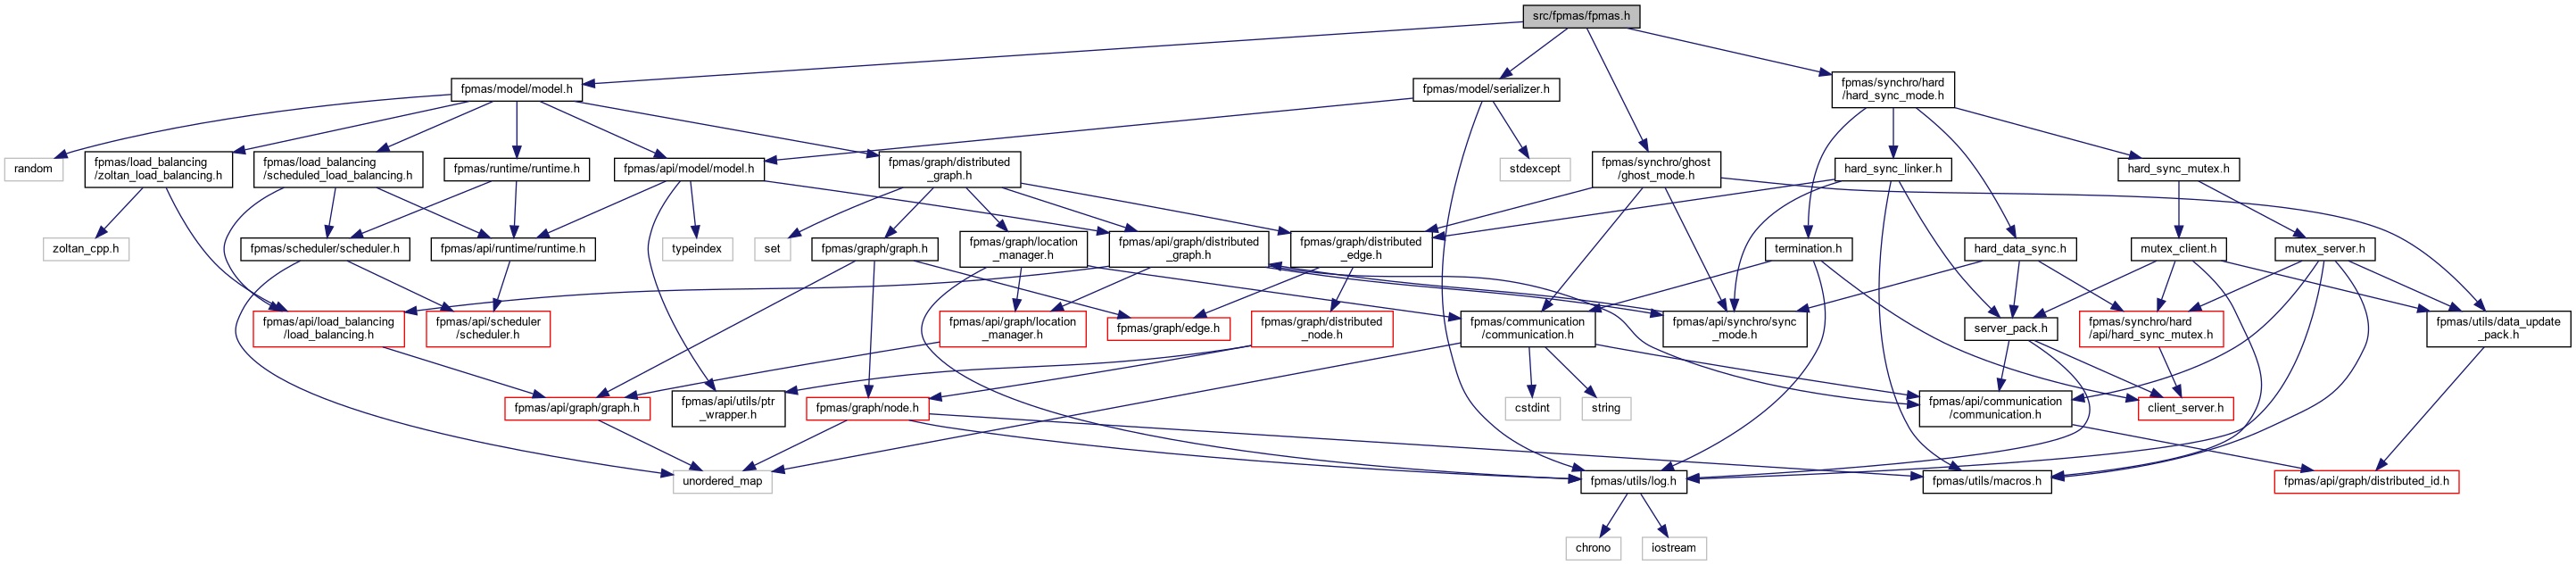 src/fpmas/fpmas.h
fpmas/model/model.h
fpmas/model/serializer.h
fpmas/synchro/hard
/hard_sync_mode.h
random
fpmas/load_balancing
/zoltan_load_balancing.h
fpmas/load_balancing
/scheduled_load_balancing.h
fpmas/runtime/runtime.h
fpmas/api/model/model.h
fpmas/graph/distributed
_graph.h
stdexcept
fpmas/synchro/ghost
/ghost_mode.h
hard_sync_linker.h
hard_sync_mutex.h
zoltan_cpp.h
fpmas/scheduler/scheduler.h
fpmas/api/runtime/runtime.h
typeindex
set
fpmas/graph/graph.h
fpmas/graph/location
_manager.h
fpmas/api/graph/distributed
_graph.h
fpmas/graph/distributed
_edge.h
termination.h
hard_data_sync.h
mutex_client.h
mutex_server.h
fpmas/api/load_balancing
/load_balancing.h
fpmas/api/scheduler
/scheduler.h
fpmas/api/graph/location
_manager.h
fpmas/graph/edge.h
fpmas/graph/distributed
_node.h
fpmas/communication
/communication.h
fpmas/api/synchro/sync
_mode.h
server_pack.h
fpmas/synchro/hard
/api/hard_sync_mutex.h
fpmas/utils/data_update
_pack.h
fpmas/api/graph/graph.h
fpmas/api/utils/ptr
_wrapper.h
fpmas/graph/node.h
cstdint
string
fpmas/api/communication
/communication.h
client_server.h
unordered_map
fpmas/utils/log.h
fpmas/utils/macros.h
fpmas/api/graph/distributed_id.h
chrono
iostream